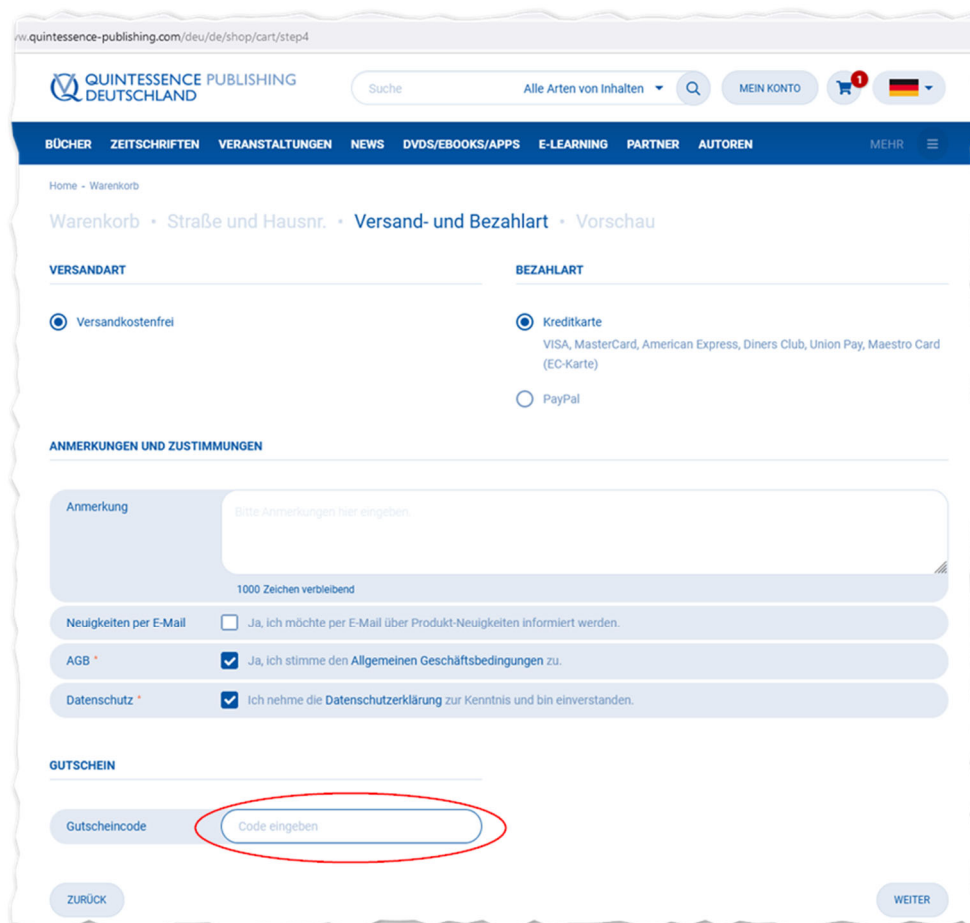 w.quintessence-publishing.com/deu/de/shop/cart/step4
QUINTESSENCE PUBLISHING
DEUTSCHLAND
Suche
Alle Arten von Inhalten
MEIN KONTO
1
BÜCHER ZEITSCHRIFTEN VERANSTALTUNGEN NEWS DVDS/EBOOKS/APPS E-LEARNING PARTNER AUTOREN MEHR
Home - Warenkorb
Warenkorb • Straße und Hausnr. • Versand- und Bezahlart • Vorschau
VERSANDART
Versandkostenfrei
BEZAHLART
Kreditkarte
VISA, MasterCard, American Express, Diners Club, Union Pay, Maestro Card
(EC-Karte)
PayPal
ANMERKUNGEN UND ZUSTIMMUNGEN
Anmerkung
Bitte Anmerkungen hier eingeben.
1000 Zeichen verbleibend
Neuigkeiten per E-Mail Ja, ich möchte per E-Mail über Produkt-Neuigkeiten informiert werden.
AGB * Ja, ich stimme den Allgemeinen Geschäftsbedingungen zu.
Datenschutz * Ich nehme die Datenschutzerklärung zur Kenntnis und bin einverstanden.
GUTSCHEIN
Gutscheincode Code eingeben
ZURÜCK
WEITER